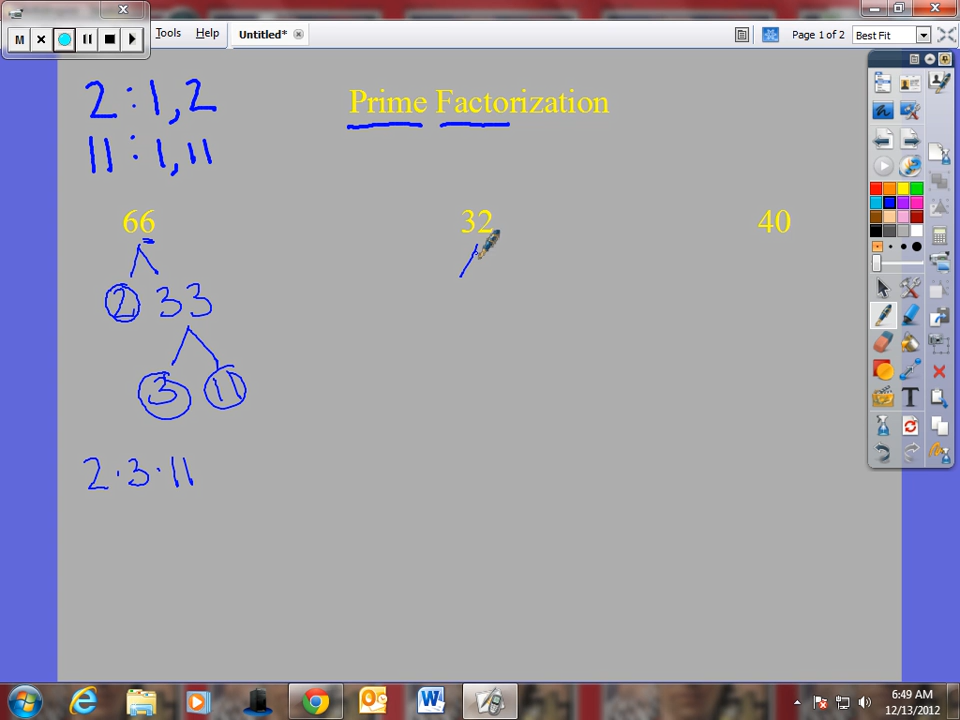 M
Tools Help Untitled* Page 1 of 2 Best Fit
2 : 1, 2
Prime Factorization
11 : 1, 11
66 32 40
2 33
3 11
2 · 3 · 11
T
W
6:49 AM
12/13/2012